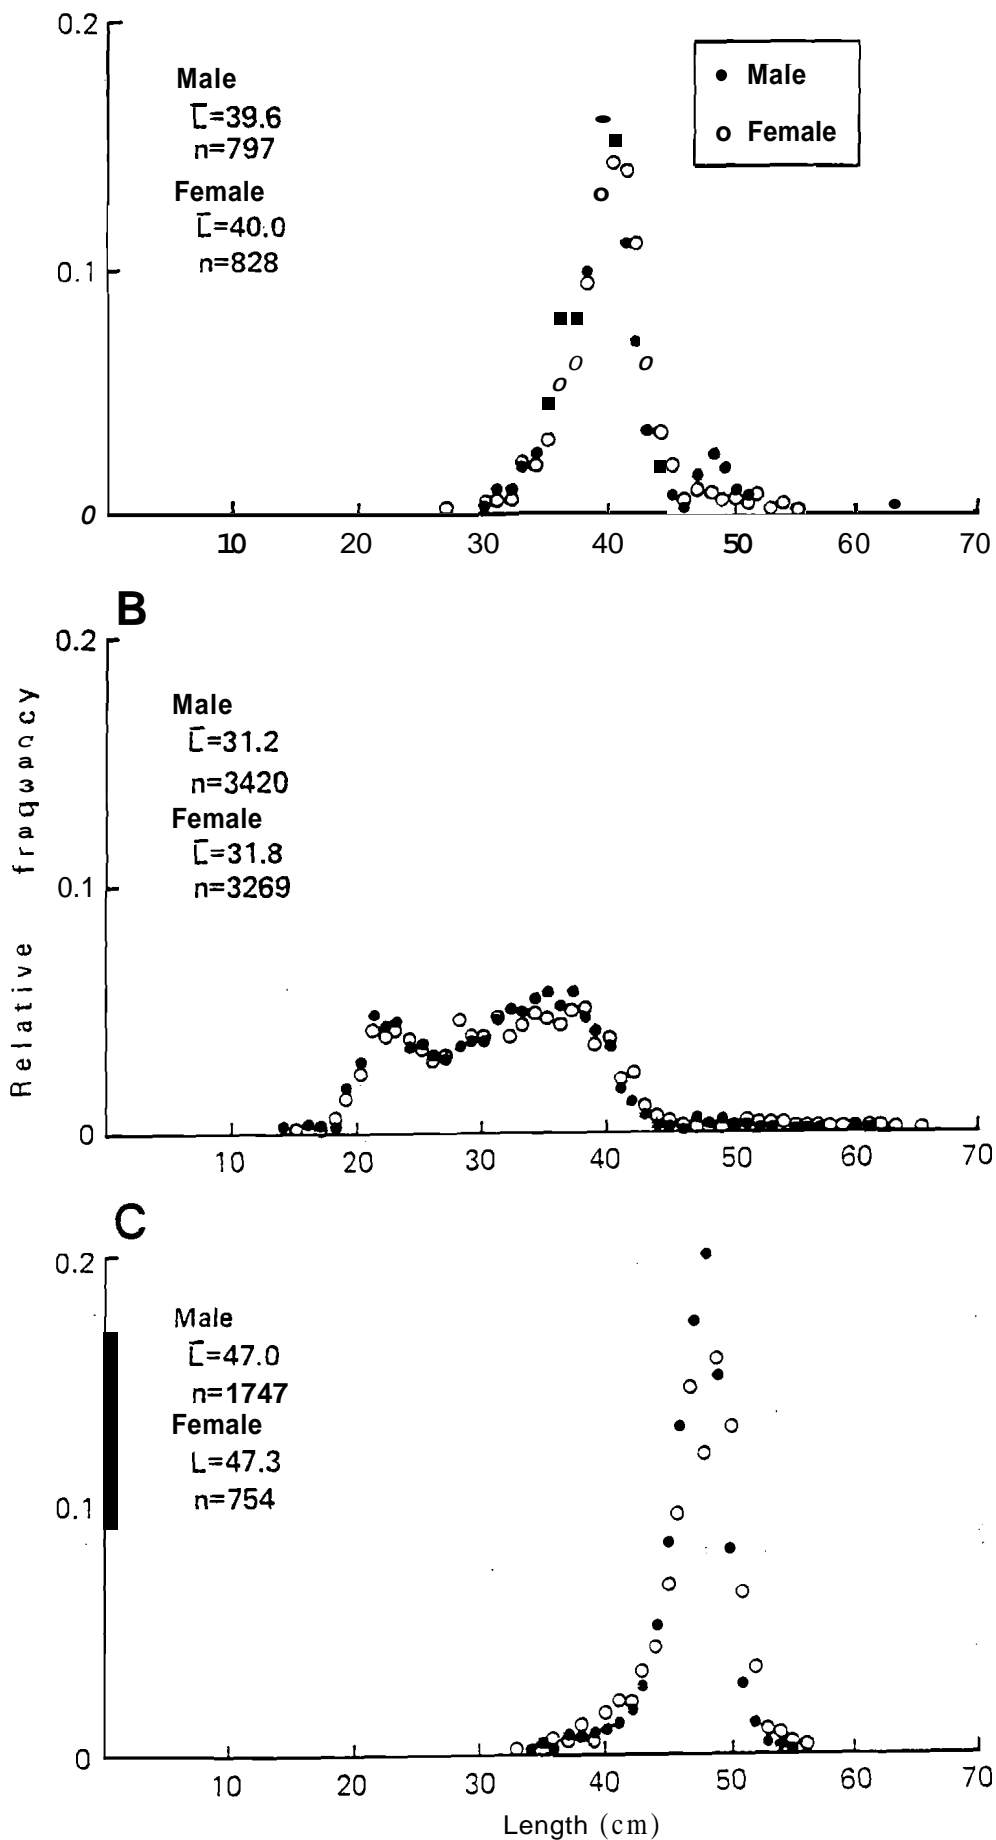 0.2
Male
L̅=39.6
n=797
Female
L̅=40.0
n=828
● Male
o Female
0.1
0
10 20 30 40 50 60 70
B
0.2
Male
L̅=31.2
n=3420
Female
L̅=31.8
n=3269
0.1
0
10 20 30 40 50 60 70
Relative frequency
C
0.2
Male
L̅=47.0
n=1747
Female
L=47.3
n=754
0.1
0
10 20 30 40 50 60 70
Length (cm)